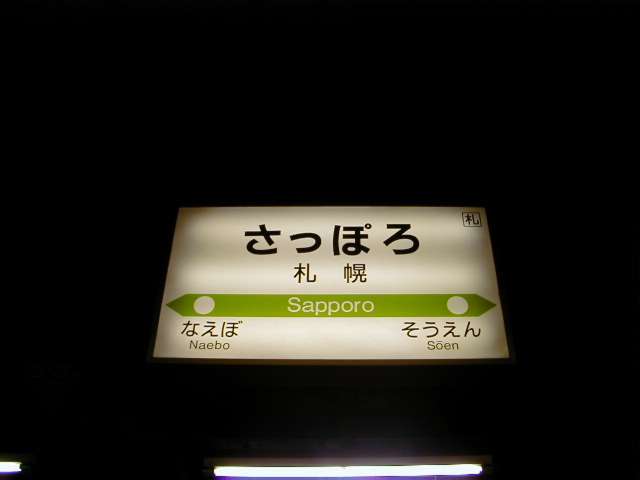 札
さっぽろ
札幌
Sapporo
なえぼ
Naebo
そうえん
Sōen